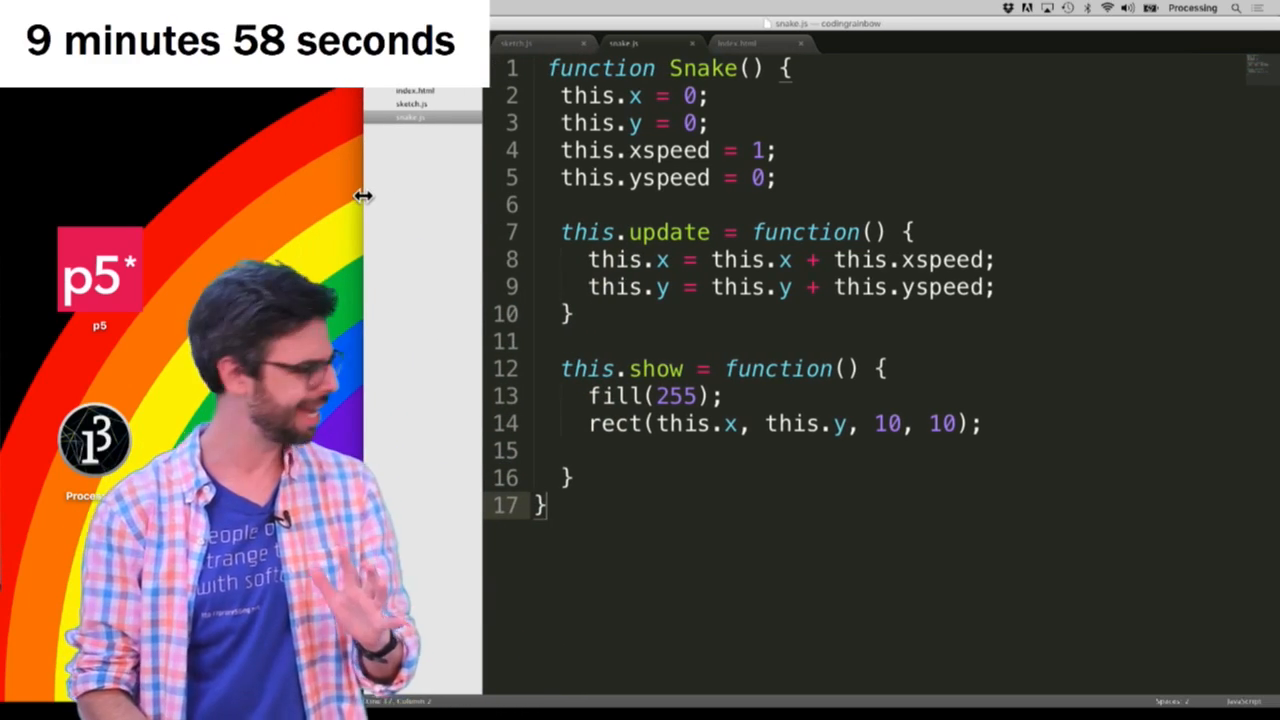 9 minutes 58 seconds
Processing
snake.js — codingrainbow
sketch.js
snake.js
index.html
index.html
sketch.js
snake.js
p5*
p5
Proces
people o
strange t
with soft
1 function Snake() {
2 this.x = 0;
3 this.y = 0;
4 this.xspeed = 1;
5 this.yspeed = 0;
6
7 this.update = function() {
8 this.x = this.x + this.xspeed;
9 this.y = this.y + this.yspeed;
10 }
11
12 this.show = function() {
13 fill(255);
14 rect(this.x, this.y, 10, 10);
15
16 }
17 }
Line 17, Column 2
Spaces: 2
JavaScript